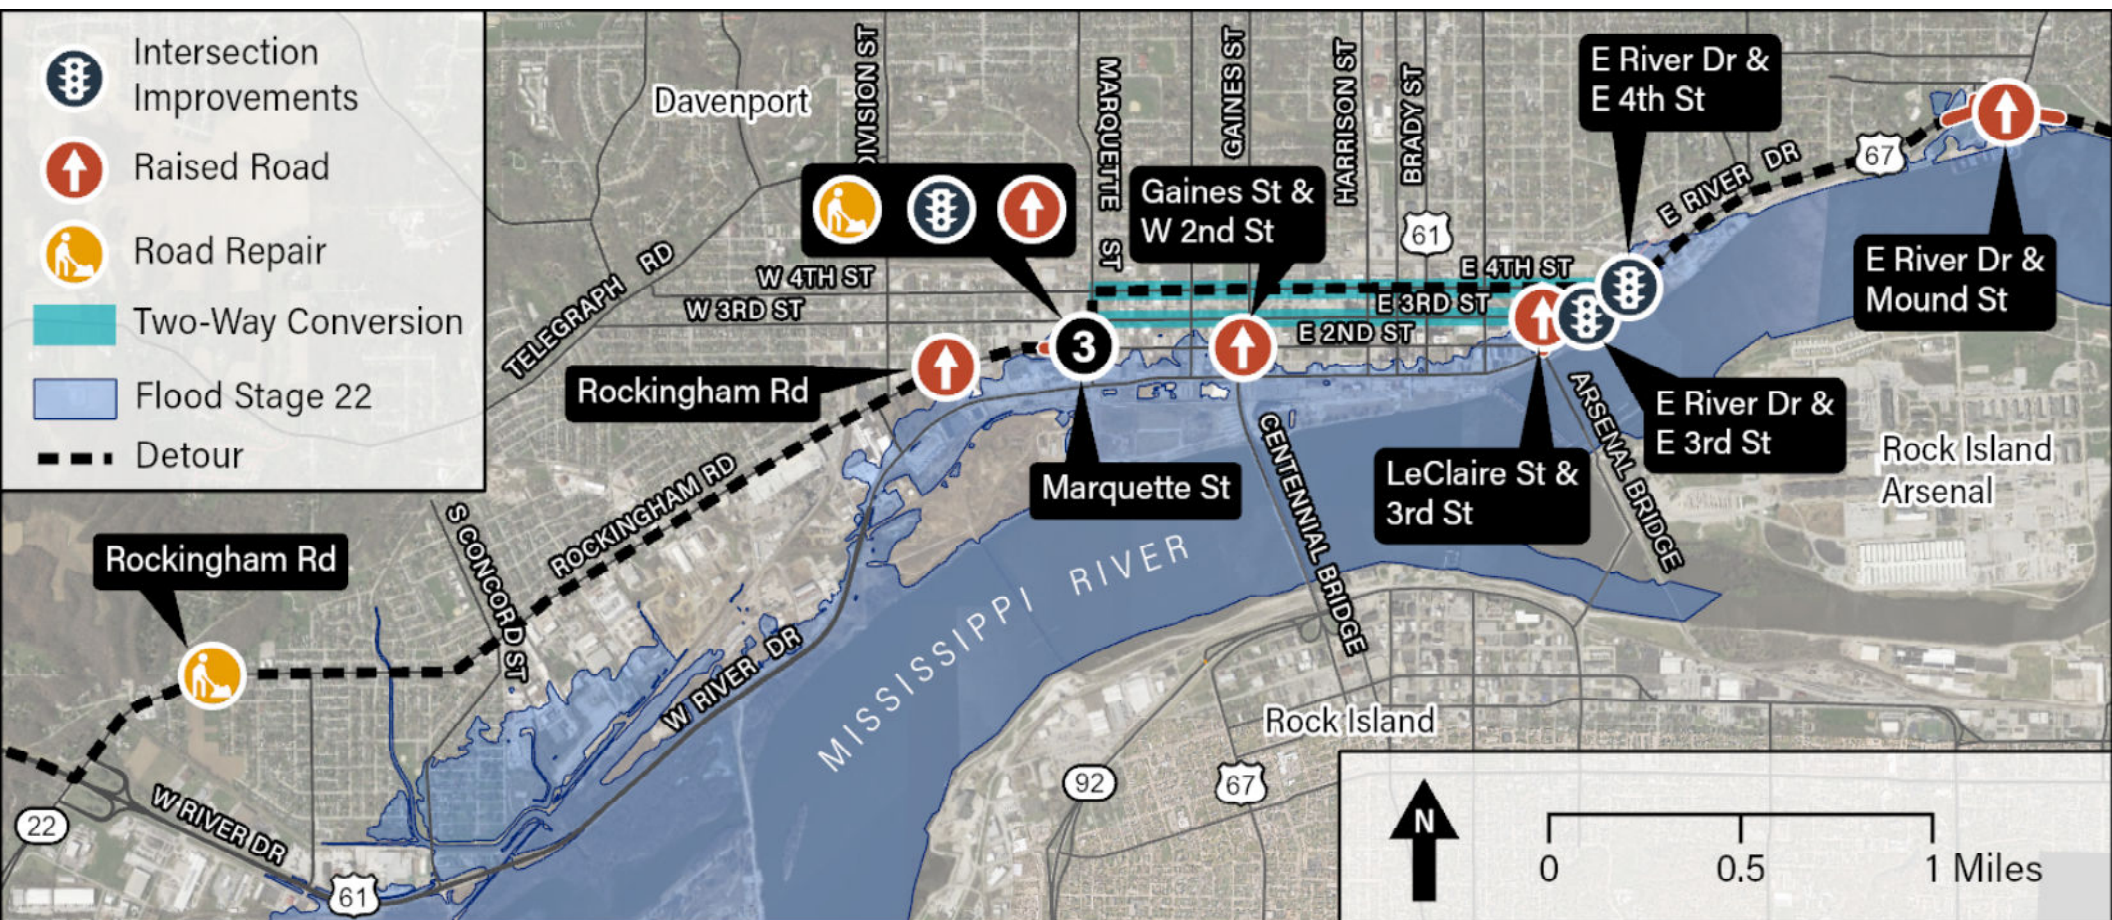 Intersection
Improvements
Raised Road
Road Repair
Two-Way Conversion
Flood Stage 22
Detour
Davenport
DIVISION ST
MARQUETTE ST
GAINES ST
HARRISON ST
BRADY ST
61
E River Dr &
E 4th St
67
E RIVER DR
Gaines St &
W 2nd St
E River Dr &
Mound St
TELEGRAPH RD
W 4TH ST
W 3RD ST
E 4TH ST
E 3RD ST
E 2ND ST
3
Rockingham Rd
Marquette St
LeClaire St &
3rd St
E River Dr &
E 3rd St
CENTENNIAL BRIDGE
ARSENAL BRIDGE
Rock Island
Arsenal
ROCKINGHAM RD
S CONCORD ST
Rockingham Rd
W RIVER DR
MISSISSIPPI RIVER
Rock Island
92
67
22
W RIVER DR
61
N
0 0.5 1 Miles